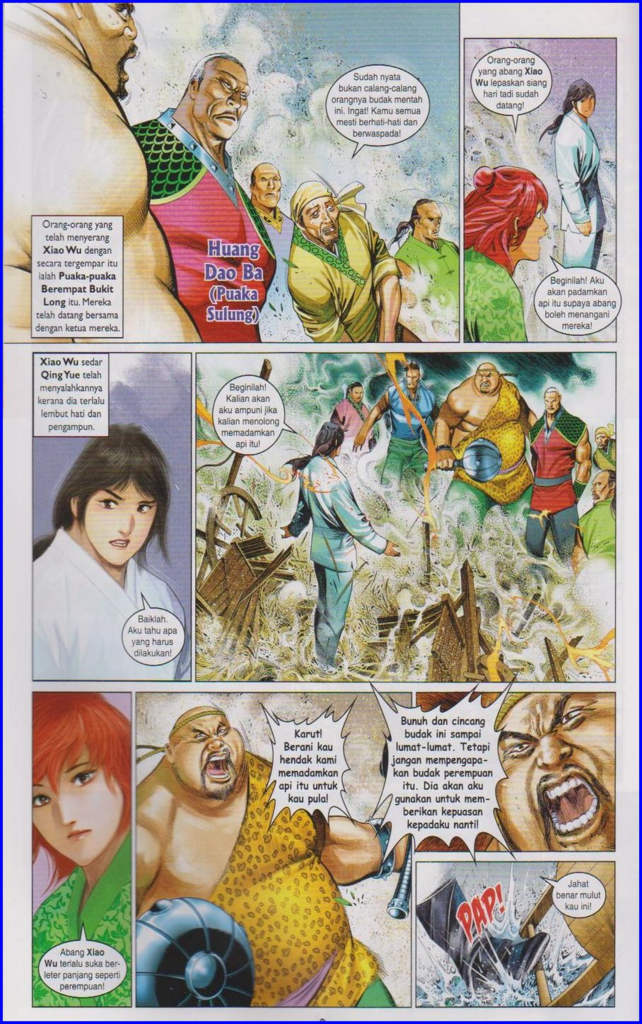 Sudah nyata
bukan calang-calang
orangnya budak mentah
ini. Ingat! Kamu semua
mesti berhati-hati dan
berwaspada!
Orang-orang yang
telah menyerang
Xiao Wu dengan
secara tergempar itu
ialah Puaka-puaka
Berempat Bukit
Long itu. Mereka
telah datang bersama
dengan ketua mereka.
Huang
Dao Ba
(Puaka
Sulung)
Orang-orang
yang abang Xiao
Wu lepaskan siang
hari tadi sudah
datang!
Beginilah! Aku
akan padamkan
api itu supaya abang
boleh menangani
mereka!
Xiao Wu sedar
Qing Yue telah
menyalahkannya
kerana dia terlalu
lembut hati dan
pengampun.
Baiklah.
Aku tahu apa
yang harus
dilakukan!
Beginilah!
Kalian akan
aku ampuni jika
kalian menolong
memadamkan
api itu!
Abang Xiao
Wu terlalu suka ber-
leter panjang seperti
perempuan!
Karut!
Berani kau
hendak kami
memadamkan
api itu untuk
kau pula!
Bunuh dan cincang
budak ini sampai
lumat-lumat. Tetapi
jangan mempengapa-
kan budak perempuan
itu. Dia akan aku
gunakan untuk mem-
berikan kepuasan
kepadaku nanti!
PAP!
Jahat
benar mulut
kau ini!